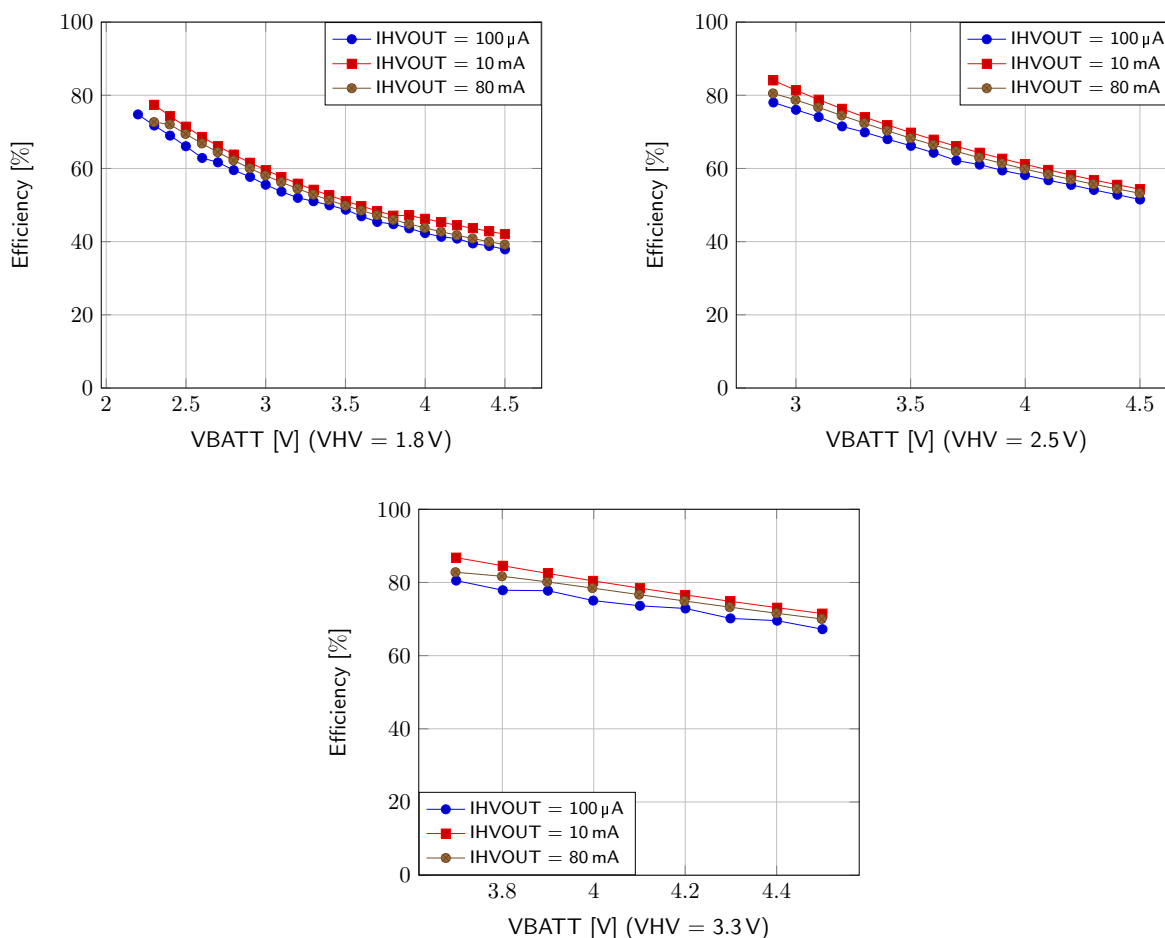 100
80
60
40
20
0
Efficiency [%]
IHVOUT = 100 µA
IHVOUT = 10 mA
IHVOUT = 80 mA
2 2.5 3 3.5 4 4.5
VBATT [V] (VHV = 1.8 V)
100
80
60
40
20
0
Efficiency [%]
IHVOUT = 100 µA
IHVOUT = 10 mA
IHVOUT = 80 mA
3 3.5 4 4.5
VBATT [V] (VHV = 2.5 V)
100
80
60
40
20
0
Efficiency [%]
IHVOUT = 100 µA
IHVOUT = 10 mA
IHVOUT = 80 mA
3.8 4 4.2 4.4
VBATT [V] (VHV = 3.3 V)